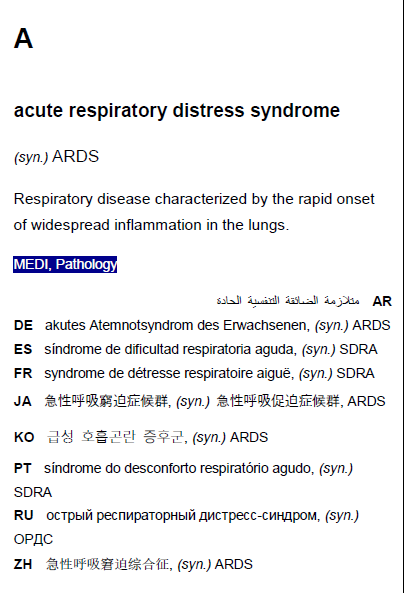 A
acute respiratory distress syndrome
(syn.) ARDS
Respiratory disease characterized by the rapid onset
of widespread inflammation in the lungs.
MEDI, Pathology
AR متلازمة الضائقة التنفسية الحادة
DE akutes Atemnotsyndrom des Erwachsenen, (syn.) ARDS
ES síndrome de dificultad respiratoria aguda, (syn.) SDRA
FR syndrome de détresse respiratoire aiguë, (syn.) SDRA
JA 急性呼吸窮迫症候群, (syn.) 急性呼吸促迫症候群, ARDS
KO 급성 호흡곤란 증후군, (syn.) ARDS
PT síndrome do desconforto respiratório agudo, (syn.)
SDRA
RU острый респираторный дистресс-синдром, (syn.)
ОРДС
ZH 急性呼吸窘迫综合征, (syn.) ARDS